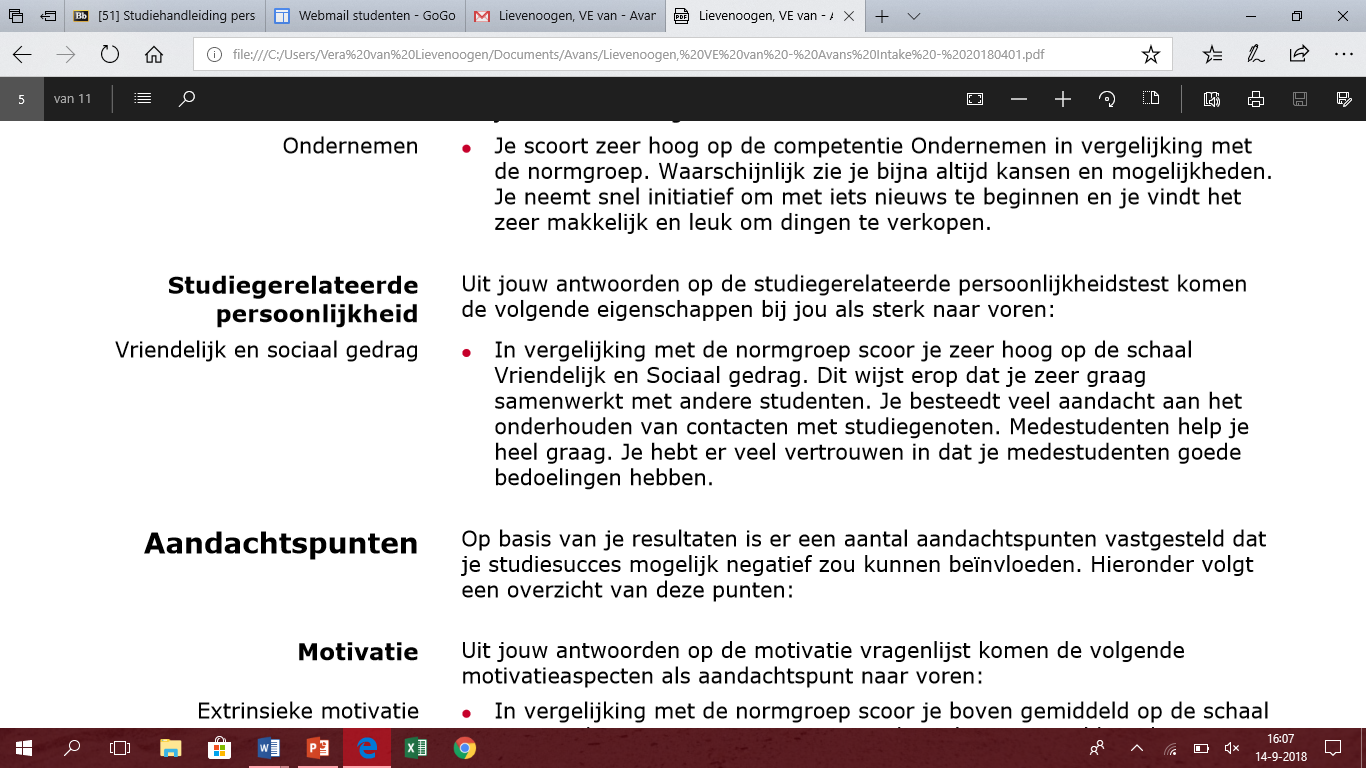 [51] Studiehandleiding pers
Webmail studenten - GoGo
Lievenoogen, VE van - Avar
Lievenoogen, VE van - A
file:///C:/Users/Vera%20van%20Lievenoogen/Documents/Avans/Lievenoogen,%20VE%20van%20-%20Avans%20Intake%20-%2020180401.pdf
5 van 11
Ondernemen
• Je scoort zeer hoog op de competentie Ondernemen in vergelijking met
de normgroep. Waarschijnlijk zie je bijna altijd kansen en mogelijkheden.
Je neemt snel initiatief om met iets nieuws te beginnen en je vindt het
zeer makkelijk en leuk om dingen te verkopen.
Studiegerelateerde
persoonlijkheid
Uit jouw antwoorden op de studiegerelateerde persoonlijkheidstest komen
de volgende eigenschappen bij jou als sterk naar voren:
Vriendelijk en sociaal gedrag
• In vergelijking met de normgroep scoor je zeer hoog op de schaal
Vriendelijk en Sociaal gedrag. Dit wijst erop dat je zeer graag
samenwerkt met andere studenten. Je besteedt veel aandacht aan het
onderhouden van contacten met studiegenoten. Medestudenten help je
heel graag. Je hebt er veel vertrouwen in dat je medestudenten goede
bedoelingen hebben.
Aandachtspunten
Op basis van je resultaten is er een aantal aandachtspunten vastgesteld dat
je studiesucces mogelijk negatief zou kunnen beïnvloeden. Hieronder volgt
een overzicht van deze punten:
Motivatie
Uit jouw antwoorden op de motivatie vragenlijst komen de volgende
motivatieaspecten als aandachtspunt naar voren:
Extrinsieke motivatie
• In vergelijking met de normgroep scoor je boven gemiddeld op de schaal
16:07
14-9-2018